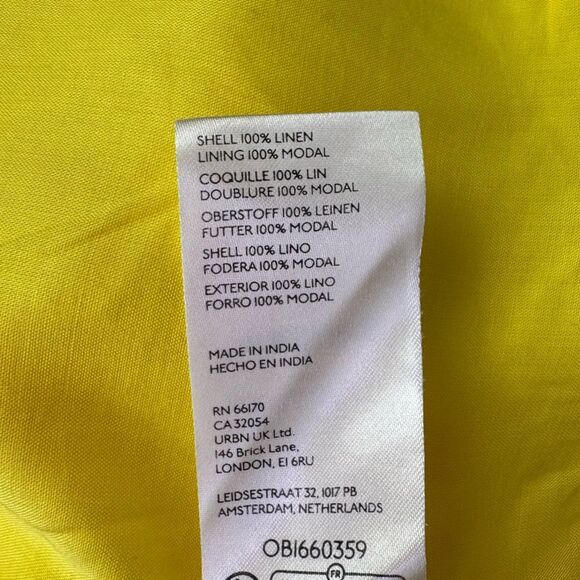 SHELL 100% LINEN
LINING 100% MODAL
COQUILLE 100% LIN
DOUBLURE 100% MODAL
OBERSTOFF 100% LEINEN
FUTTER 100% MODAL
SHELL 100% LINO
FODERA 100% MODAL
EXTERIOR 100% LINO
FORRO 100% MODAL
MADE IN INDIA
HECHO EN INDIA
RN 66170
CA 32054
URBN UK Ltd.
146 Brick Lane,
LONDON, E1 6RU
LEIDSESTRAAT 32, 1017 PB
AMSTERDAM, NETHERLANDS
OB1660359
FR